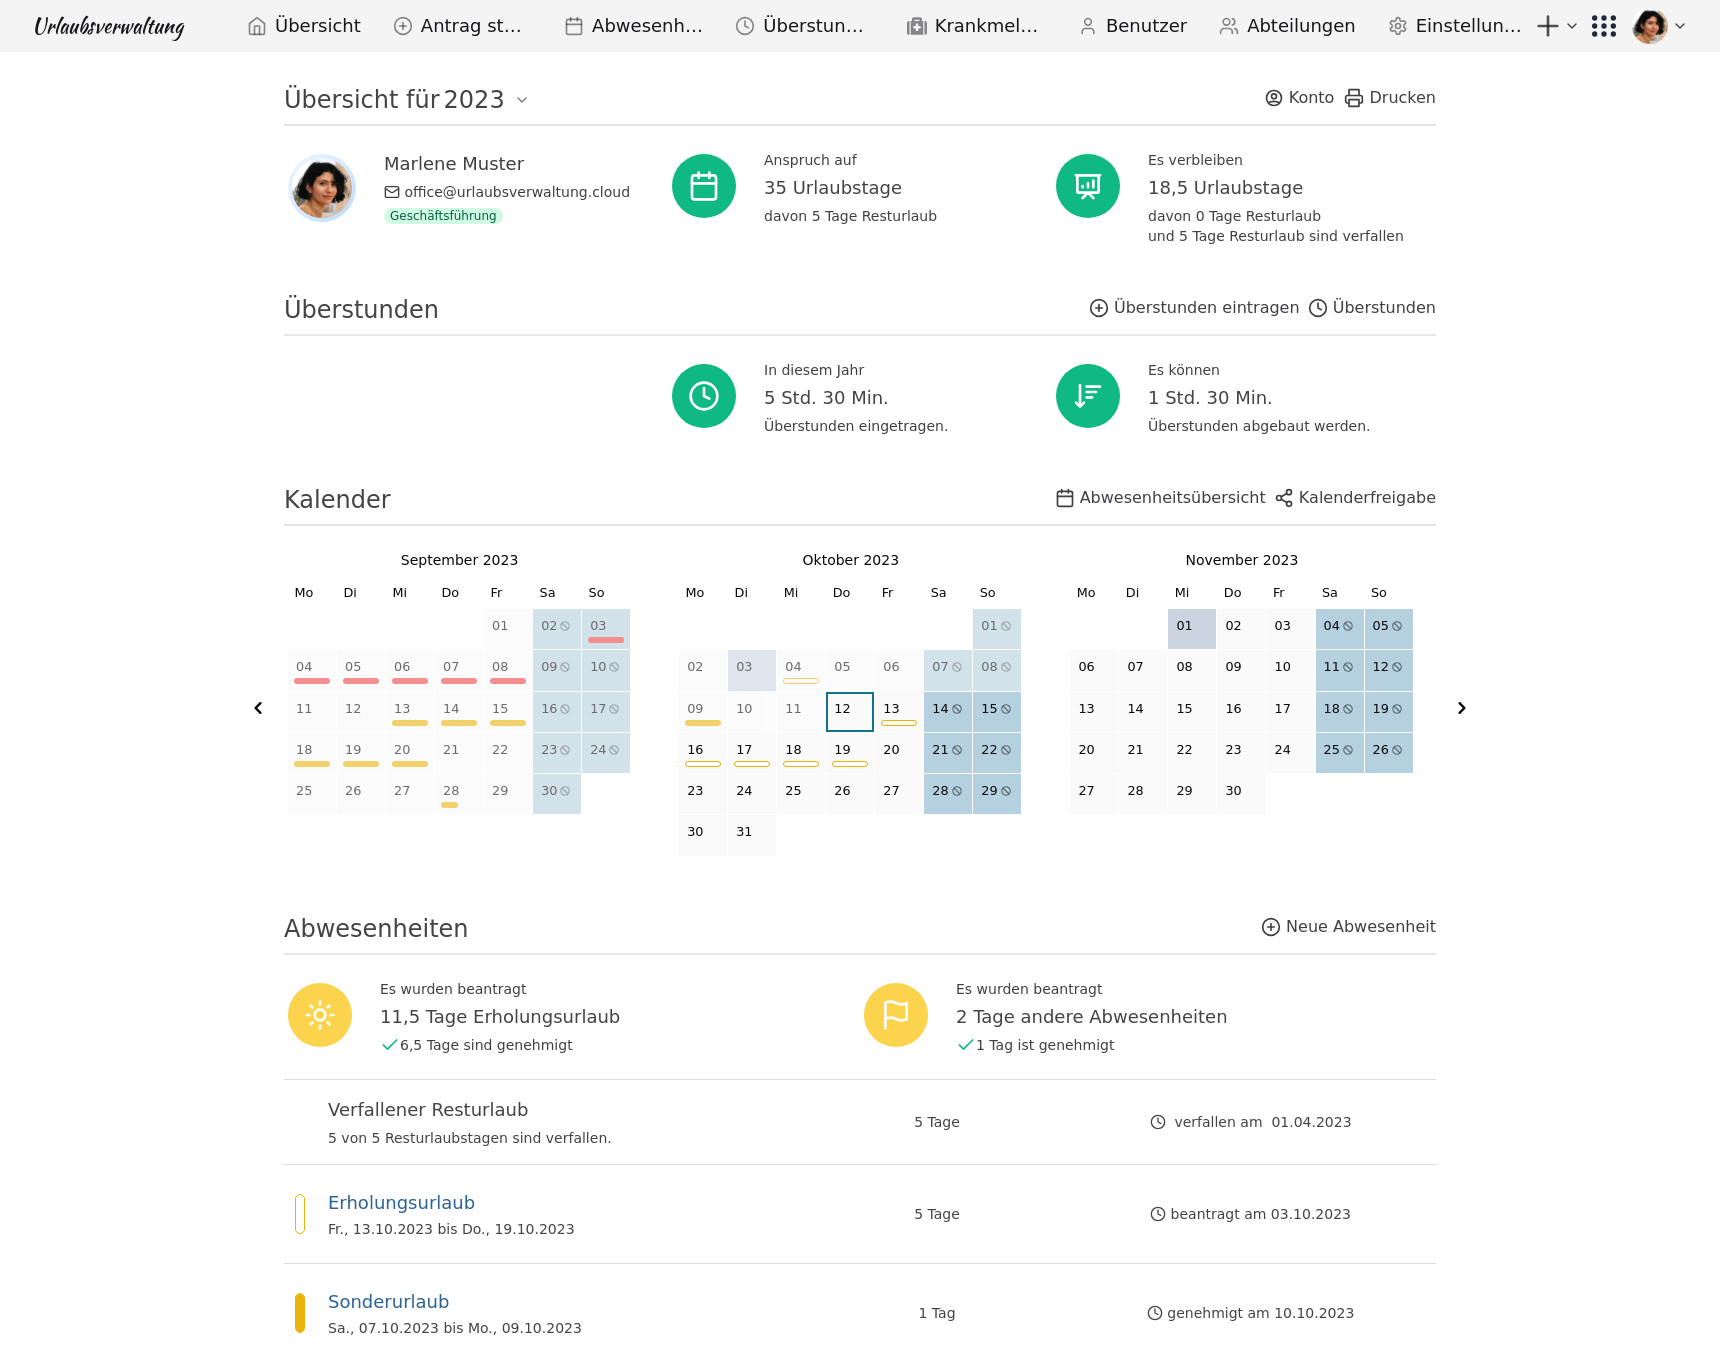 Urlaubsverwaltung
Übersicht Antrag st… Abwesenh… Überstun… Krankmel… Benutzer Abteilungen Einstellun…
Übersicht für 2023
Konto Drucken
Marlene Muster
office@urlaubsverwaltung.cloud
Geschäftsführung
Anspruch auf
35 Urlaubstage
davon 5 Tage Resturlaub
Es verbleiben
18,5 Urlaubstage
davon 0 Tage Resturlaub
und 5 Tage Resturlaub sind verfallen
Überstunden
Überstunden eintragen Überstunden
In diesem Jahr
5 Std. 30 Min.
Überstunden eingetragen.
Es können
1 Std. 30 Min.
Überstunden abgebaut werden.
Kalender
Abwesenheitsübersicht Kalenderfreigabe
September 2023
Mo Di Mi Do Fr Sa So
01 02 03
04 05 06 07 08 09 10
11 12 13 14 15 16 17
18 19 20 21 22 23 24
25 26 27 28 29 30
Oktober 2023
Mo Di Mi Do Fr Sa So
01
02 03 04 05 06 07 08
09 10 11 12 13 14 15
16 17 18 19 20 21 22
23 24 25 26 27 28 29
30 31
November 2023
Mo Di Mi Do Fr Sa So
01 02 03 04 05
06 07 08 09 10 11 12
13 14 15 16 17 18 19
20 21 22 23 24 25 26
27 28 29 30
Abwesenheiten
Neue Abwesenheit
Es wurden beantragt
11,5 Tage Erholungsurlaub
6,5 Tage sind genehmigt
Es wurden beantragt
2 Tage andere Abwesenheiten
1 Tag ist genehmigt
Verfallener Resturlaub
5 von 5 Resturlaubstagen sind verfallen.
5 Tage
verfallen am 01.04.2023
Erholungsurlaub
Fr., 13.10.2023 bis Do., 19.10.2023
5 Tage
beantragt am 03.10.2023
Sonderurlaub
Sa., 07.10.2023 bis Mo., 09.10.2023
1 Tag
genehmigt am 10.10.2023